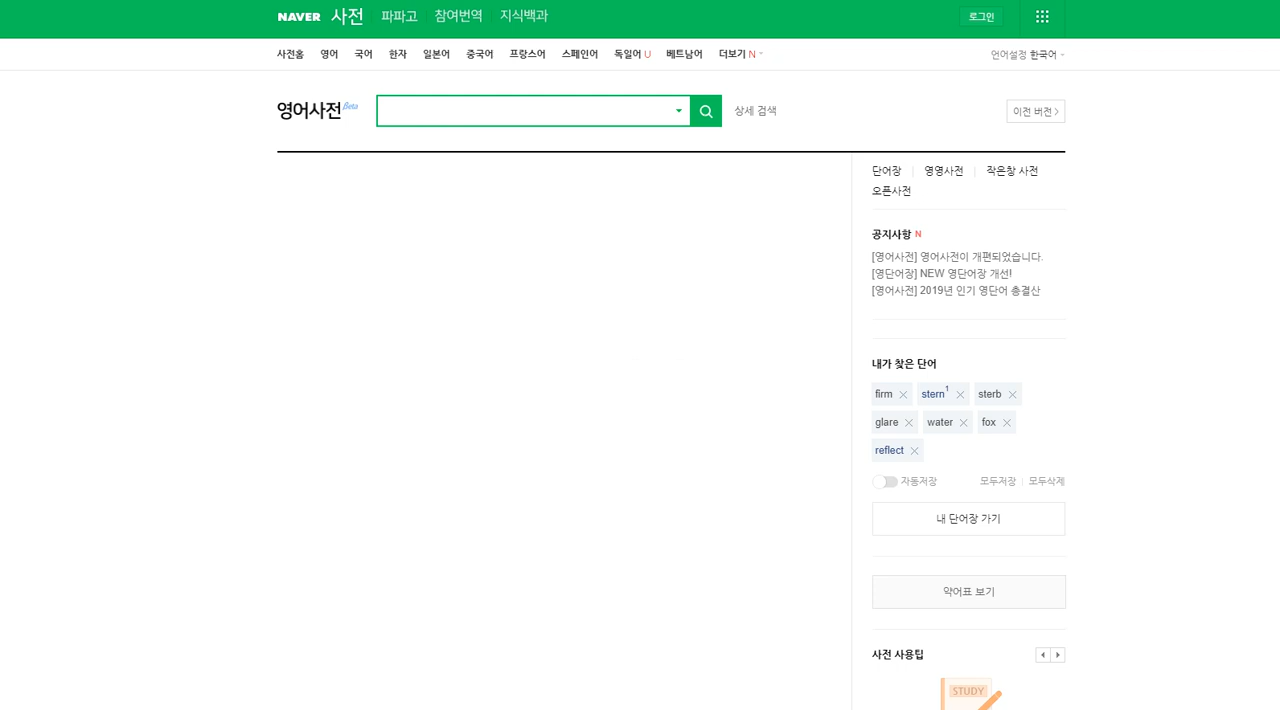 NAVER 사전 파파고 참여번역 지식백과 로그인
사전홈 영어 국어 한자 일본어 중국어 프랑스어 스페인어 독일어 U 베트남어 더보기 N 언어설정 한국어
영어사전 Beta 상세 검색 이전 버전
단어장 영영사전 작은창 사전
오픈사전
공지사항 N
[영어사전] 영어사전이 개편되었습니다.
[영단어장] NEW 영단어장 개선!
[영어사전] 2019년 인기 영단어 총결산
내가 찾은 단어
firm stern1 sterb
glare water fox
reflect
자동저장 모두저장 모두삭제
내 단어장 가기
약어표 보기
사전 사용팁
STUDY